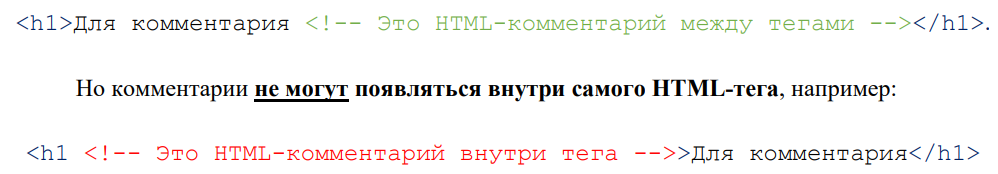 <h1>Для комментария <!-- Это HTML-комментарий между тегами --></h1>.
Но комментарии не могут появляться внутри самого HTML-тега, например:
<h1 <!-- Это HTML-комментарий внутри тега -->>Для комментария</h1>